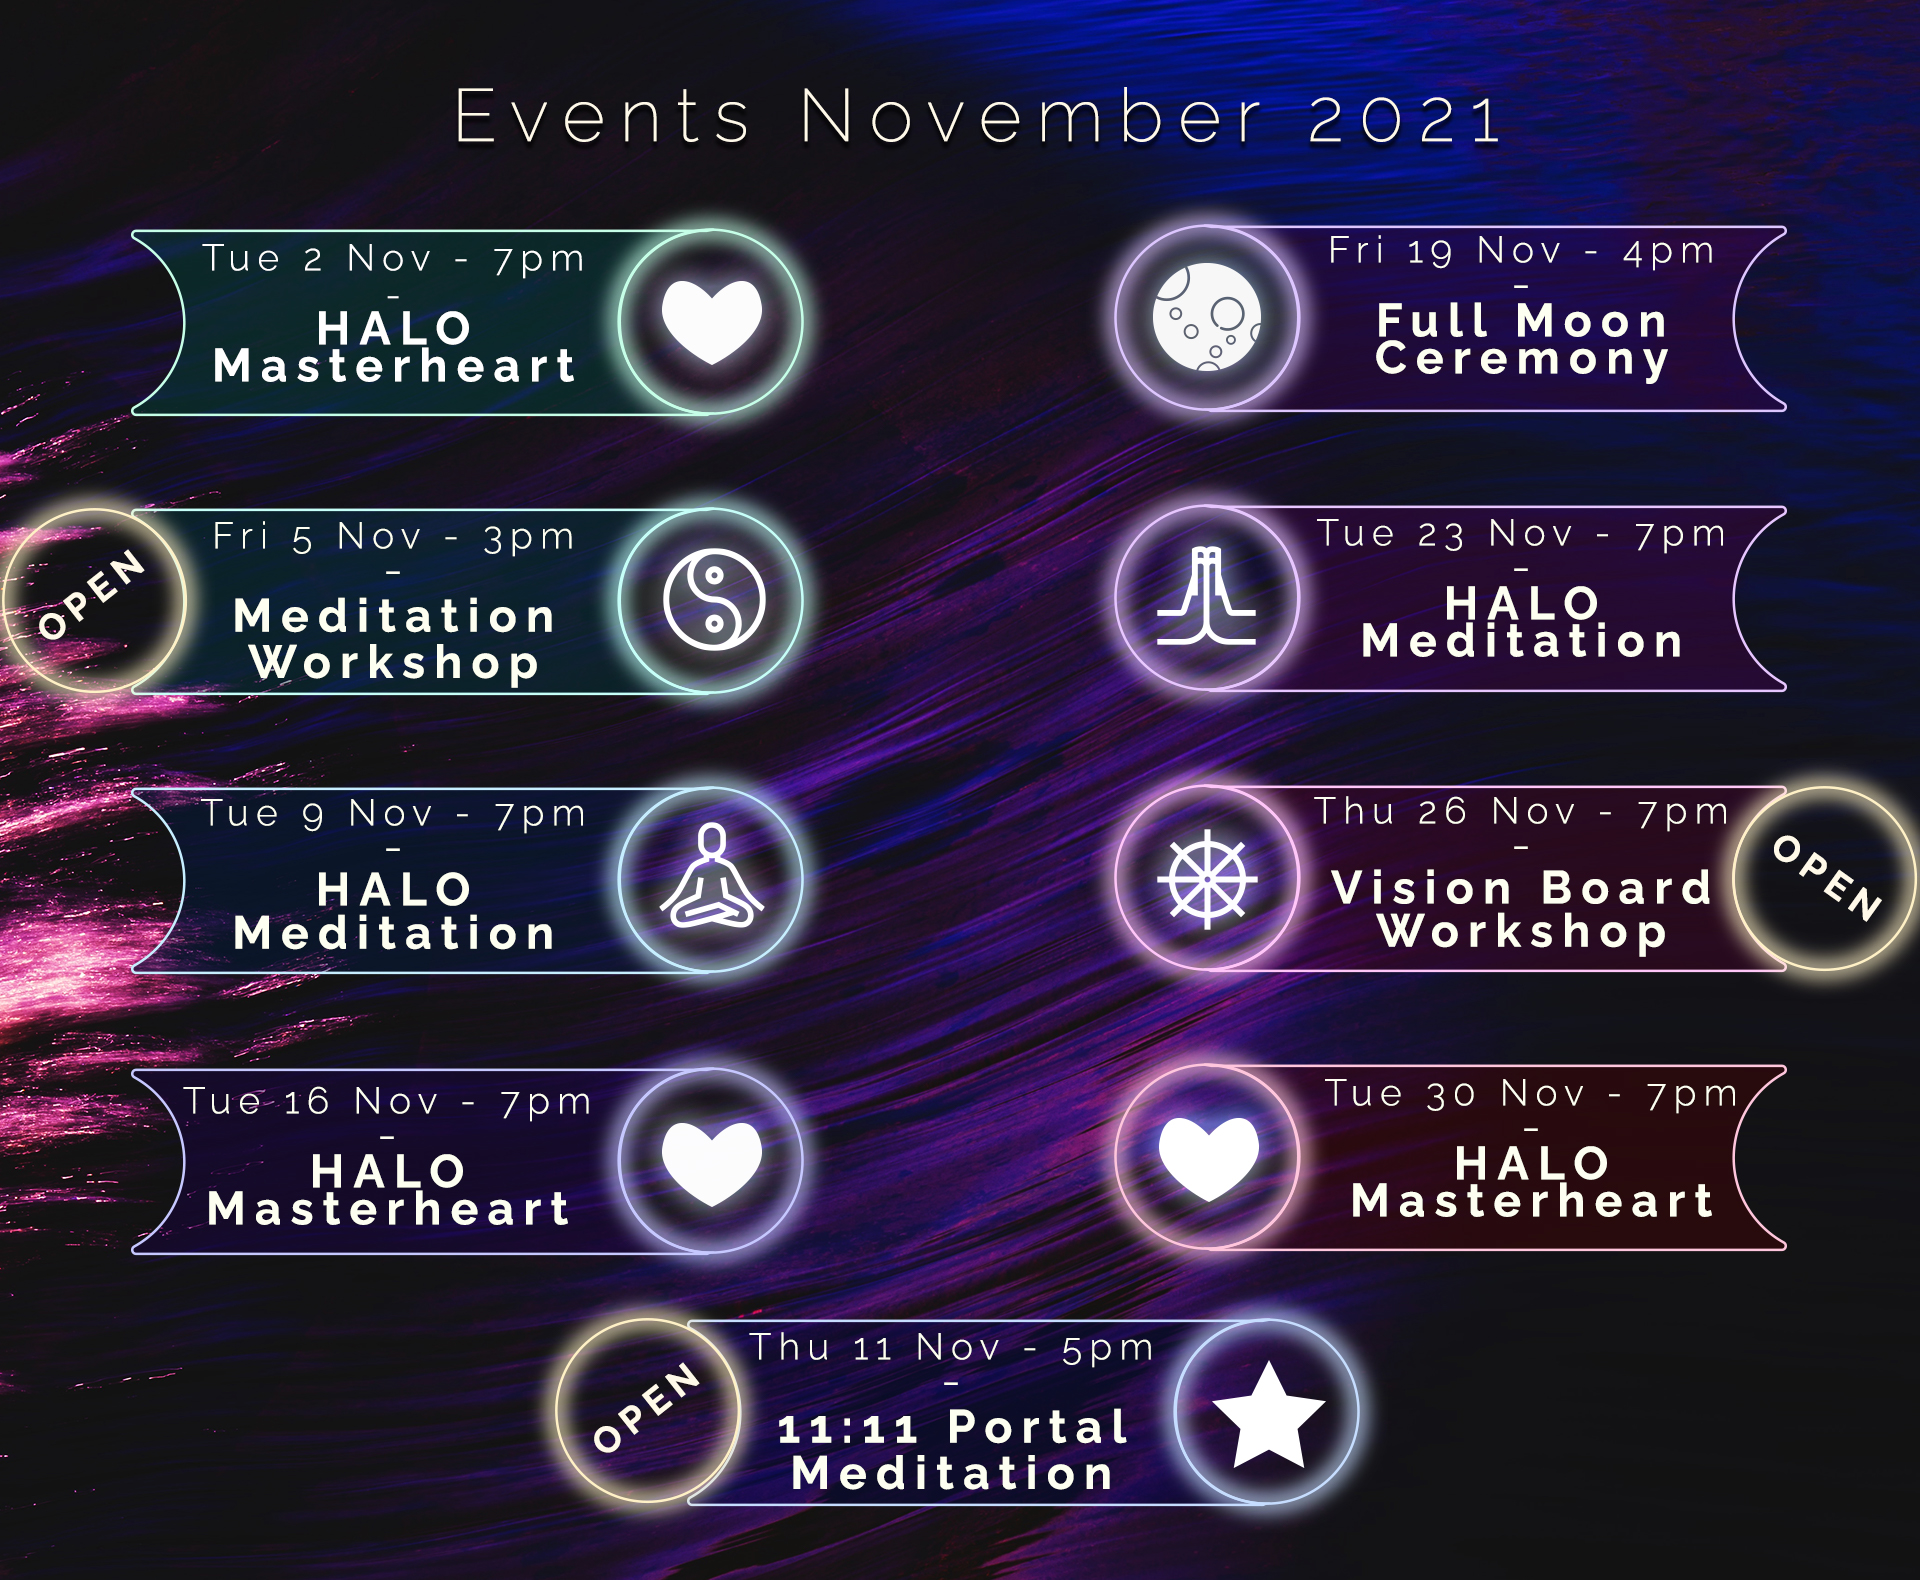 Events November 2021
Tue 2 Nov - 7pm
-
HALO
Masterheart
OPEN
Fri 5 Nov - 3pm
-
Meditation
Workshop
Tue 9 Nov - 7pm
-
HALO
Meditation
Tue 16 Nov - 7pm
-
HALO
Masterheart
Fri 19 Nov - 4pm
-
Full Moon
Ceremony
Tue 23 Nov - 7pm
-
HALO
Meditation
Thu 26 Nov - 7pm
-
Vision Board
Workshop
OPEN
Tue 30 Nov - 7pm
-
HALO
Masterheart
OPEN
Thu 11 Nov - 5pm
-
11:11 Portal
Meditation